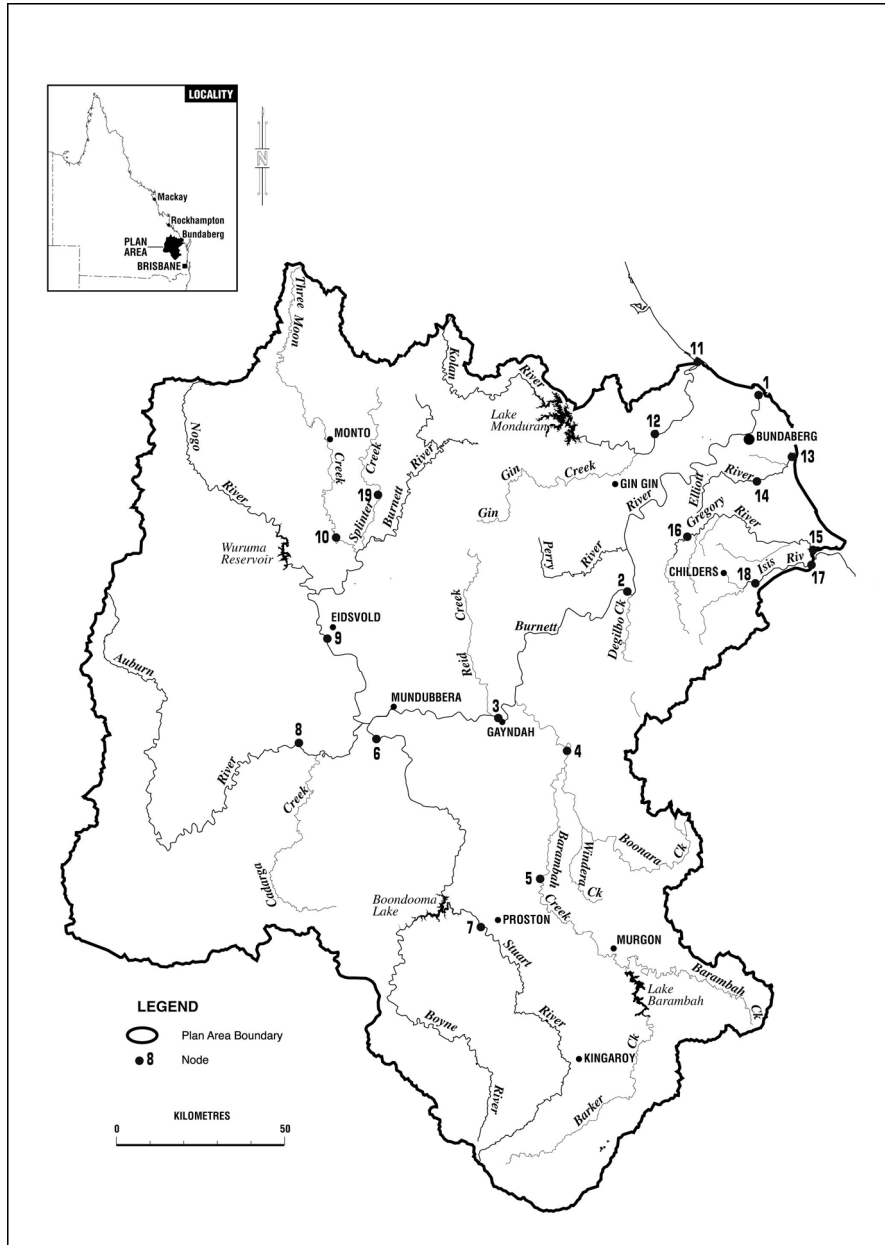 LOCALITY
Mackay
Rockhampton
Bundaberg
PLAN
AREA
BRISBANE
N
Three Moon
Creek
Kolan
River
11
1
Lake
Monduran
12
MONTO
BUNDABERG
Nogo
River
Creek
Splinter
Burnett
River
Gin
Gin
Creek
GIN GIN
River
13
Elliott
River
14
19
10
16
Gregory
River
15
Wuruma
Reservoir
Perry
River
CHILDERS
18
Isis
Riv
17
2
Degilbo Ck
EIDSVOLD
9
Reid
Creek
Burnett
Auburn
River
MUNDUBBERA
3
GAYNDAH
8
6
4
Creek
Cadarga
Barambah
Creek
Windera
Ck
Boonara
Ck
5
Boondooma
Lake
7
PROSTON
MURGON
Stuart
River
Barambah
Ck
Lake
Barambah
Boyne
River
KINGAROY
Ck
Barker
LEGEND
Plan Area Boundary
8 Node
KILOMETRES
0 50